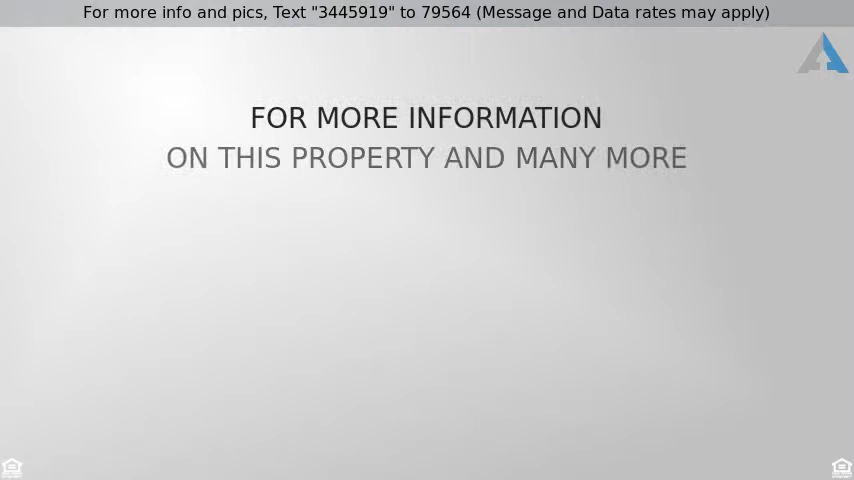 For more info and pics, Text "3445919" to 79564 (Message and Data rates may apply)
FOR MORE INFORMATION
ON THIS PROPERTY AND MANY MORE